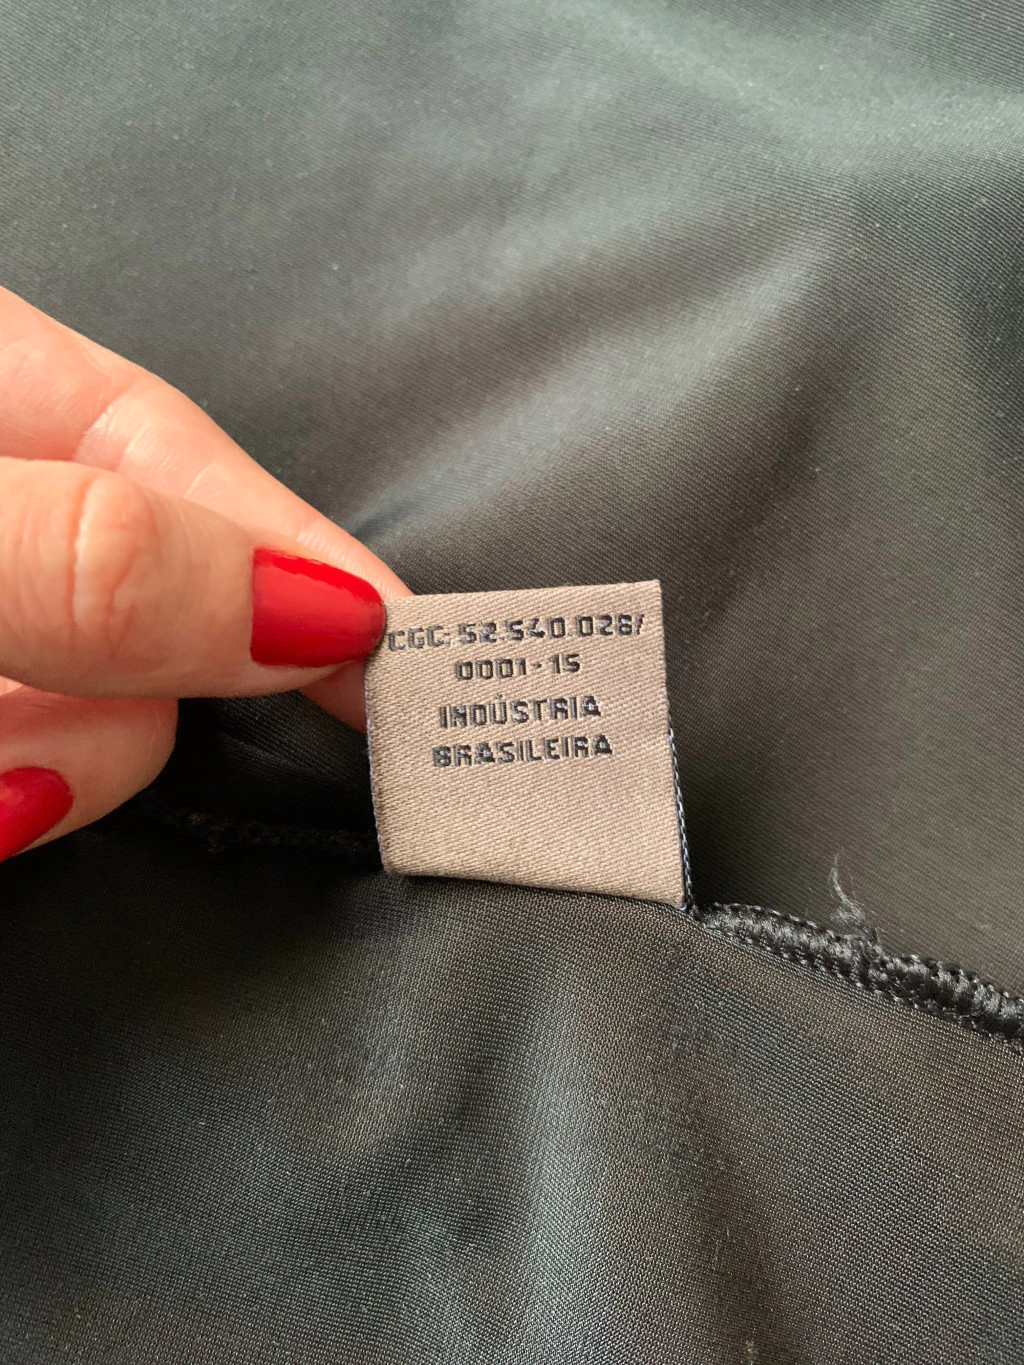 CGC: 52.540.028/
0001-15
INDÚSTRIA
BRASILEIRA